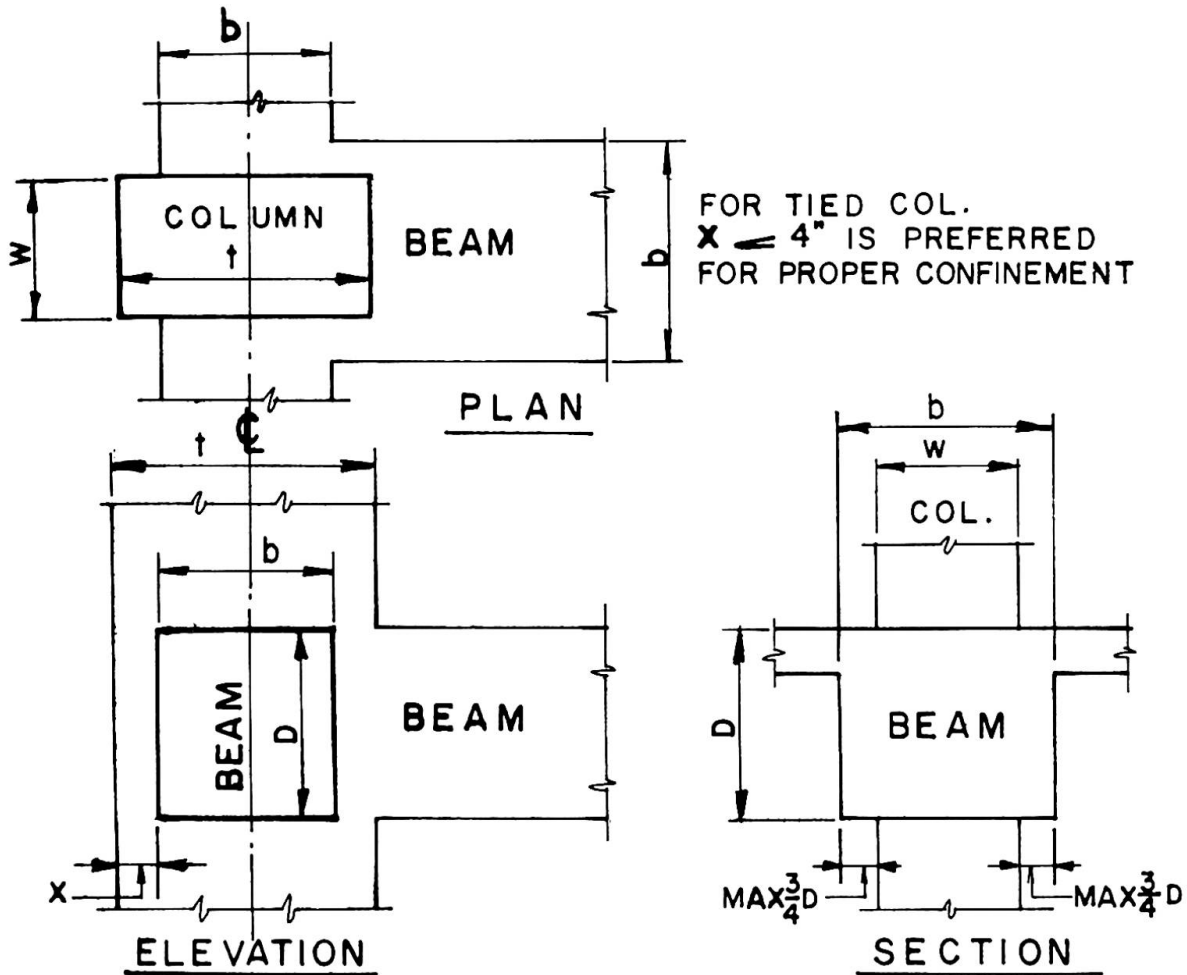 b
COLUMN
t
W
BEAM
b
FOR TIED COL.
X < 4" IS PREFERRED
FOR PROPER CONFINEMENT
PLAN
℄
t
b
BEAM
D
BEAM
X
ELEVATION
b
W
COL.
D
BEAM
MAX 3/4 D
MAX 3/4 D
SECTION